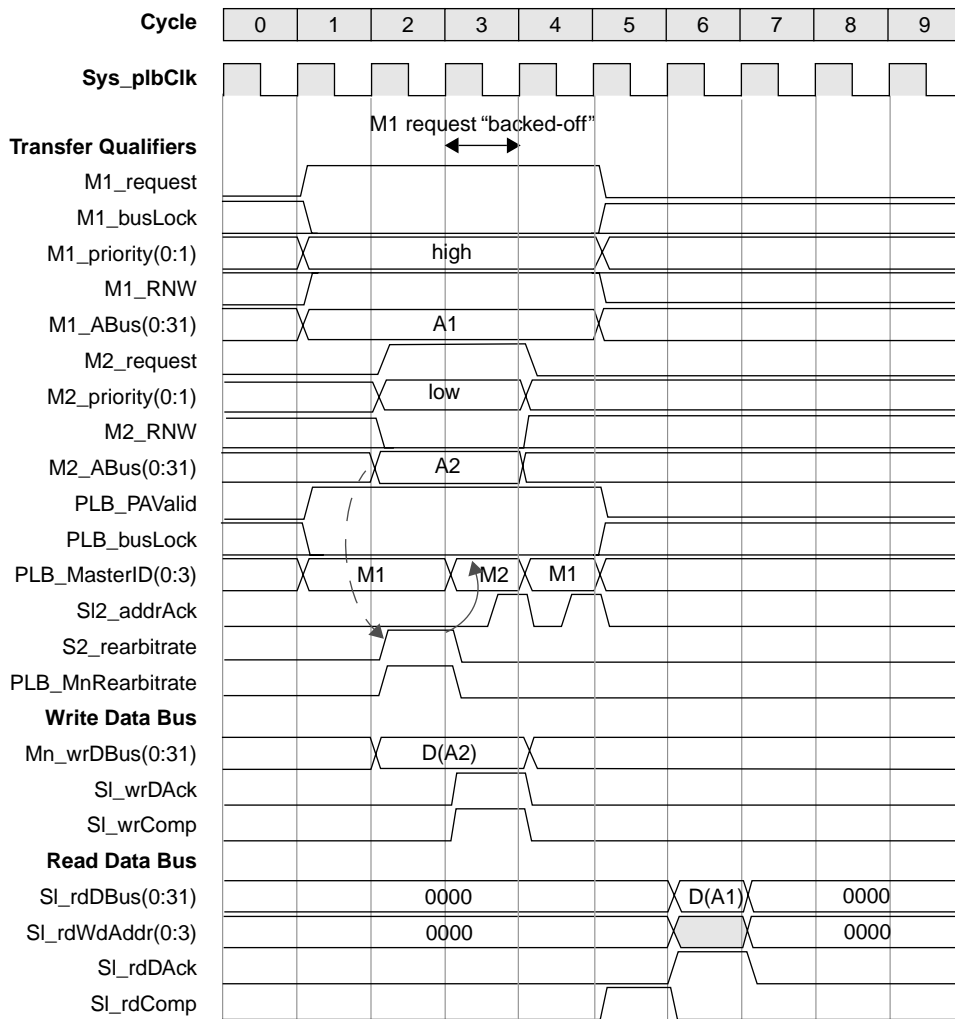 Cycle 0 1 2 3 4 5 6 7 8 9
Sys_plbClk
M1 request “backed-off”
Transfer Qualifiers
M1_request
M1_busLock
M1_priority(0:1) high
M1_RNW
M1_ABus(0:31) A1
M2_request
M2_priority(0:1) low
M2_RNW
M2_ABus(0:31) A2
PLB_PAValid
PLB_busLock
PLB_MasterID(0:3) M1 M2 M1
Sl2_addrAck
S2_rearbitrate
PLB_MnRearbitrate
Write Data Bus
Mn_wrDBus(0:31) D(A2)
Sl_wrDAck
Sl_wrComp
Read Data Bus
Sl_rdDBus(0:31) 0000 D(A1) 0000
Sl_rdWdAddr(0:3) 0000 0000
Sl_rdDAck
Sl_rdComp